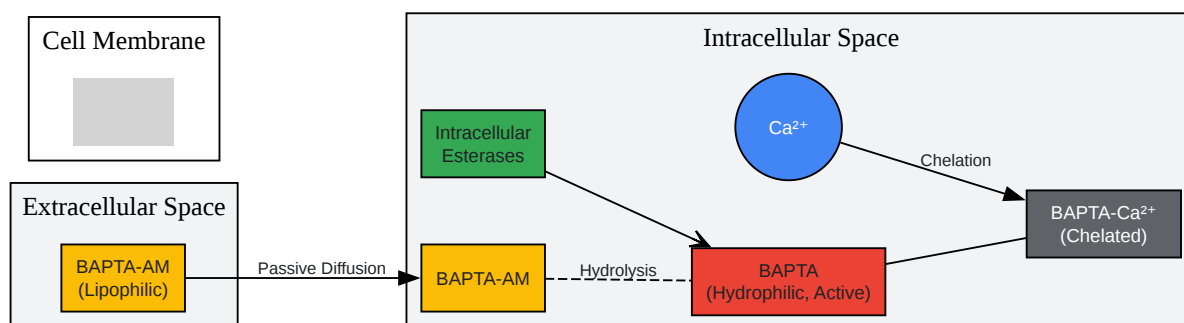 Cell Membrane
Intracellular Space
Intracellular
Esterases
Ca²⁺
Chelation
Extracellular Space
BAPTA-AM
(Lipophilic)
Passive Diffusion
BAPTA-AM
Hydrolysis
BAPTA
(Hydrophilic, Active)
BAPTA-Ca²⁺
(Chelated)